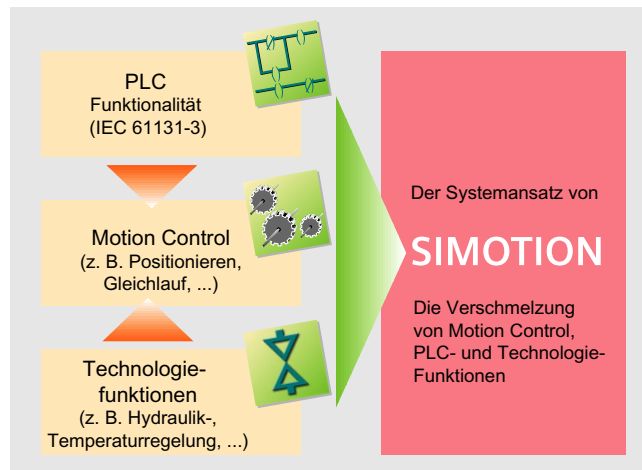 PLC
Funktionalität
(IEC 61131-3)
Motion Control
(z. B. Positionieren,
Gleichlauf, ...)
Technologie-
funktionen
(z. B. Hydraulik-,
Temperaturregelung, ...)
Der Systemansatz von
SIMOTION
Die Verschmelzung
von Motion Control,
PLC- und Technologie-
Funktionen